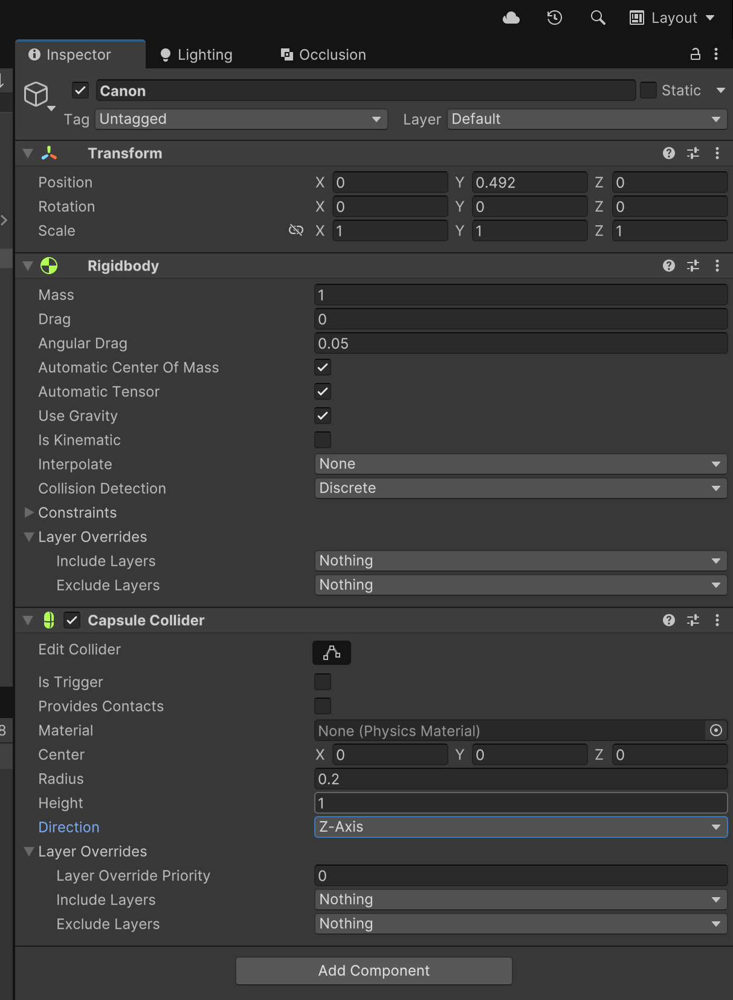 Layout
Inspector Lighting Occlusion
Canon Static
Tag Untagged Layer Default
Transform
Position X 0 Y 0.492 Z 0
Rotation X 0 Y 0 Z 0
Scale X 1 Y 1 Z 1
Rigidbody
Mass 1
Drag 0
Angular Drag 0.05
Automatic Center Of Mass
Automatic Tensor
Use Gravity
Is Kinematic
Interpolate None
Collision Detection Discrete
Constraints
Layer Overrides
Include Layers Nothing
Exclude Layers Nothing
Capsule Collider
Edit Collider
Is Trigger
Provides Contacts
8 Material None (Physics Material)
Center X 0 Y 0 Z 0
Radius 0.2
Height 1
Direction Z-Axis
Layer Overrides
Layer Override Priority 0
Include Layers Nothing
Exclude Layers Nothing
Add Component